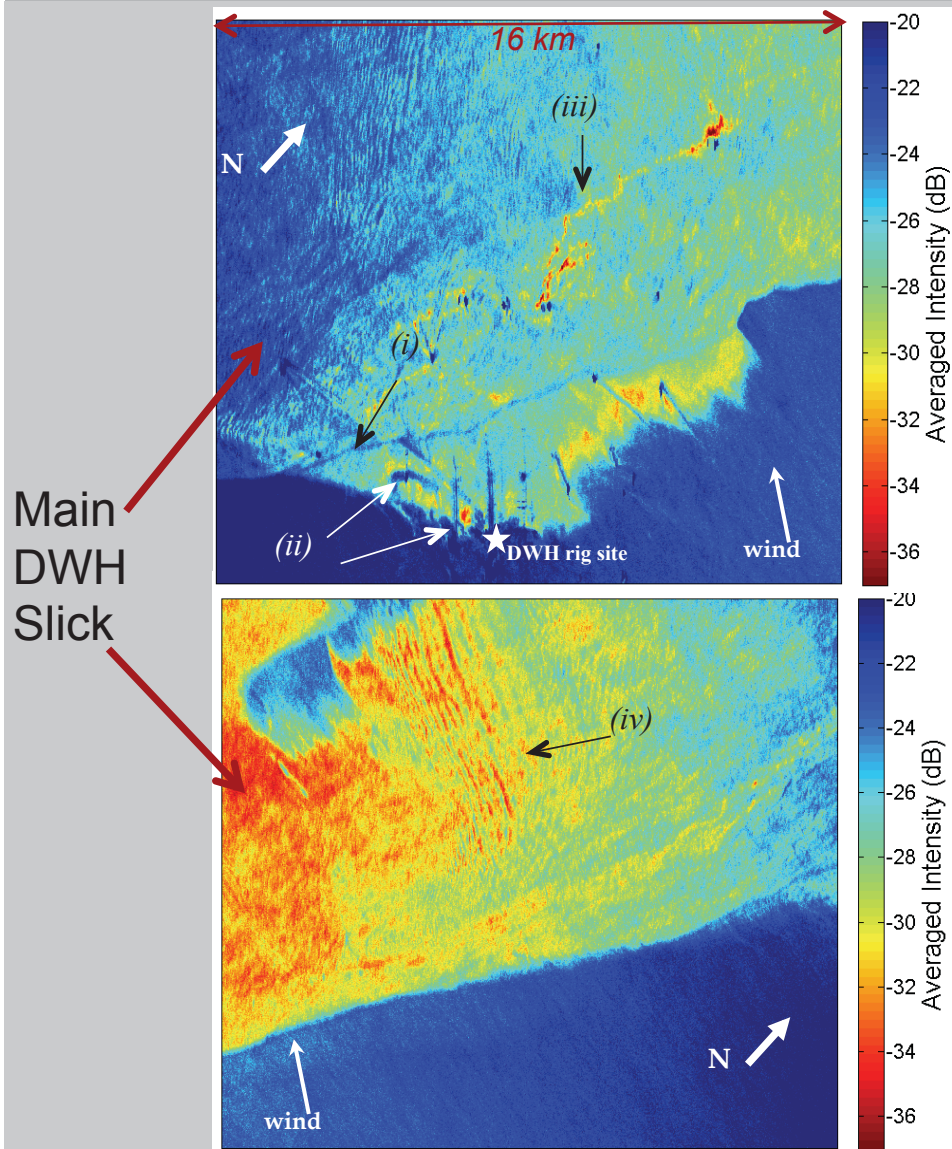 16 km
(iii)
N
(i)
(ii)
DWH rig site
wind
-20
-22
-24
-26
-28
-30
-32
-34
-36
Averaged Intensity (dB)
Main
DWH
Slick
(iv)
N
wind
-20
-22
-24
-26
-28
-30
-32
-34
-36
Averaged Intensity (dB)